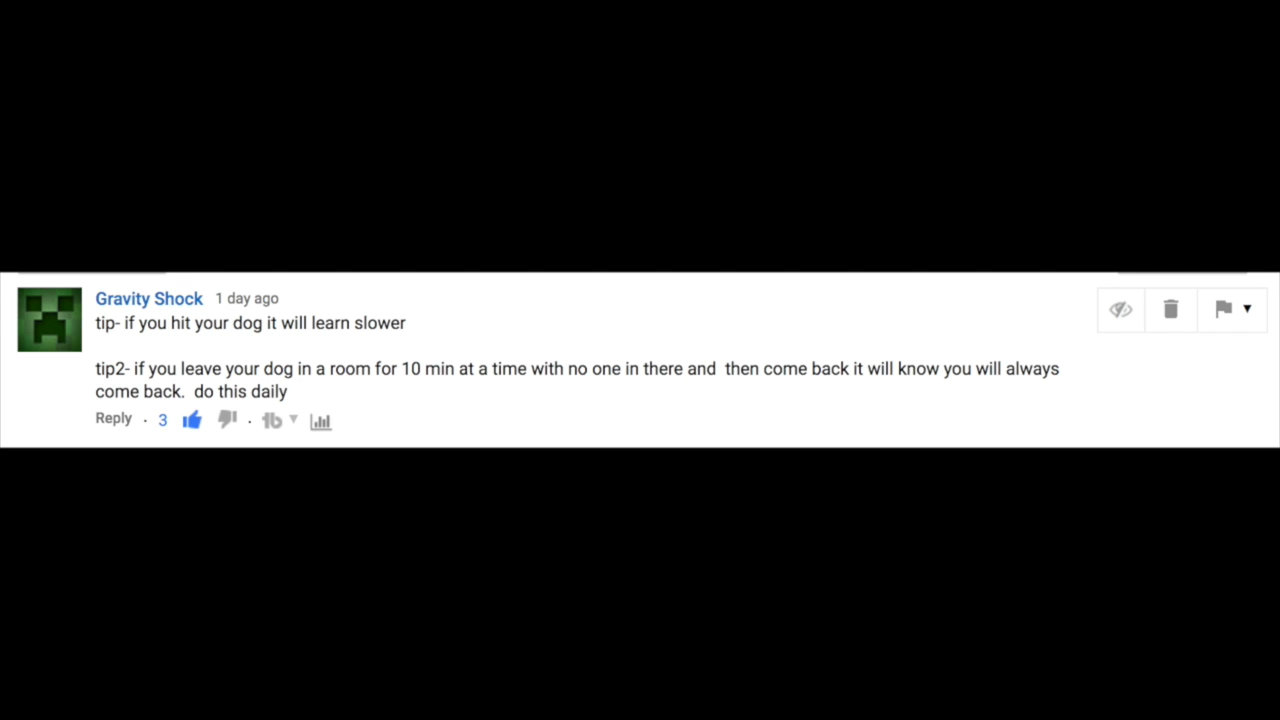 Gravity Shock 1 day ago
tip- if you hit your dog it will learn slower
tip2- if you leave your dog in a room for 10 min at a time with no one in there and  then come back it will know you will always
come back.  do this daily
Reply · 3 · tb